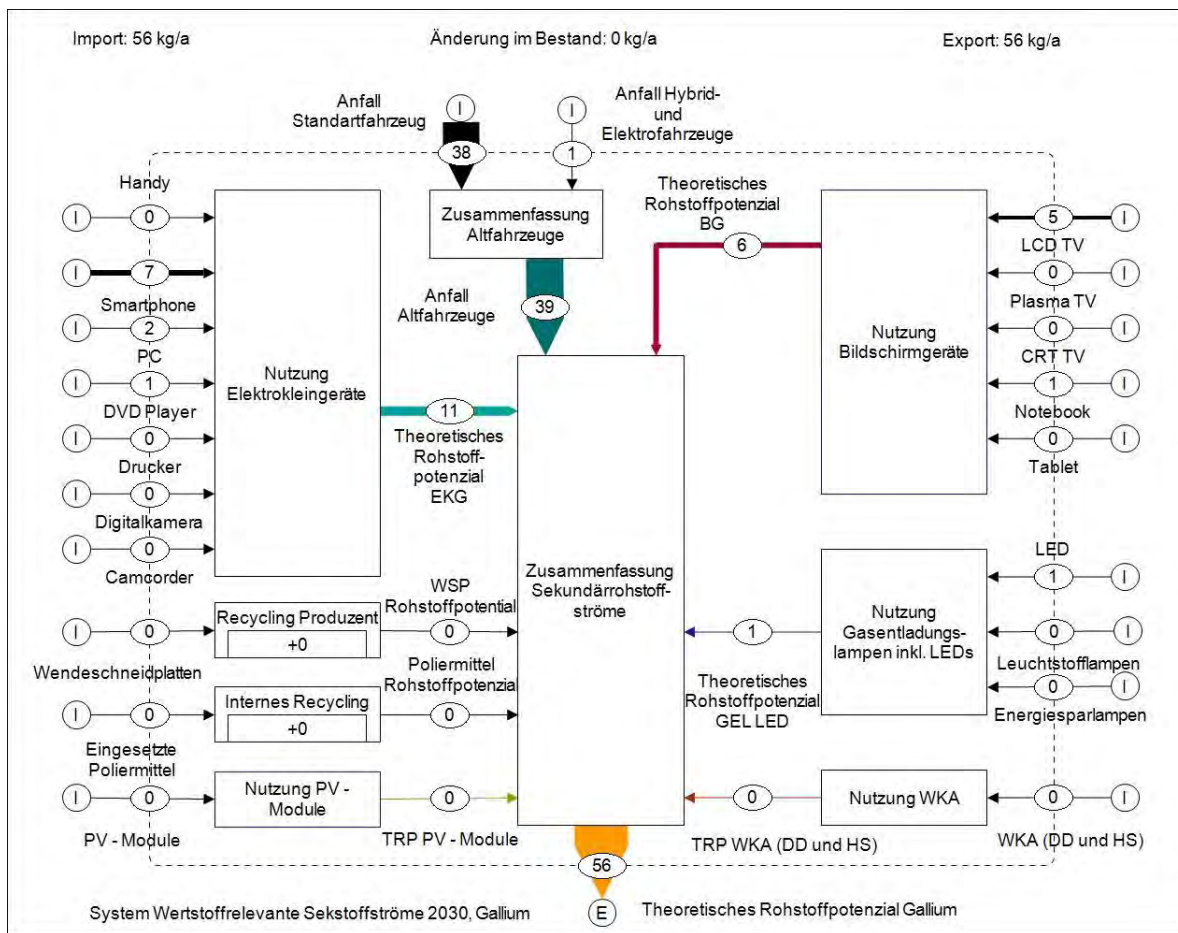 Import: 56 kg/a
Änderung im Bestand: 0 kg/a
Export: 56 kg/a
Anfall
Standartfahrzeug
I
38
I
1
Anfall Hybrid-
und
Elektrofahrzeuge
Zusammenfassung
Altfahrzeuge
Anfall
Altfahrzeuge
39
Handy
I
0
I
7
Smartphone
I
2
PC
I
1
DVD Player
I
0
Drucker
I
0
Digitalkamera
I
0
Camcorder
Nutzung
Elektrokleingeräte
11
Theoretisches
Rohstoff-
potenzial
EKG
Theoretisches
Rohstoffpotenzial
BG
6
Nutzung
Bildschirmgeräte
5
I
LCD TV
0
I
Plasma TV
0
I
CRT TV
1
I
Notebook
0
I
Tablet
Zusammenfassung
Sekundärrohstoff-
ströme
I
0
Wendeschneidplatten
Recycling Produzent
+0
WSP
Rohstoffpotential
0
I
0
Eingesetzte
Poliermittel
Internes Recycling
+0
Poliermittel
Rohstoffpotenzial
0
I
0
PV - Module
Nutzung PV -
Module
0
TRP PV - Module
LED
1
I
0
I
Leuchtstofflampen
0
I
Energiesparlampen
Nutzung
Gasentladungs-
lampen inkl. LEDs
1
Theoretisches
Rohstoffpotenzial
GEL LED
0
TRP WKA (DD und HS)
Nutzung WKA
0
I
WKA (DD und HS)
56
E
System Wertstoffrelevante Sekstoffströme 2030, Gallium
Theoretisches Rohstoffpotenzial Gallium